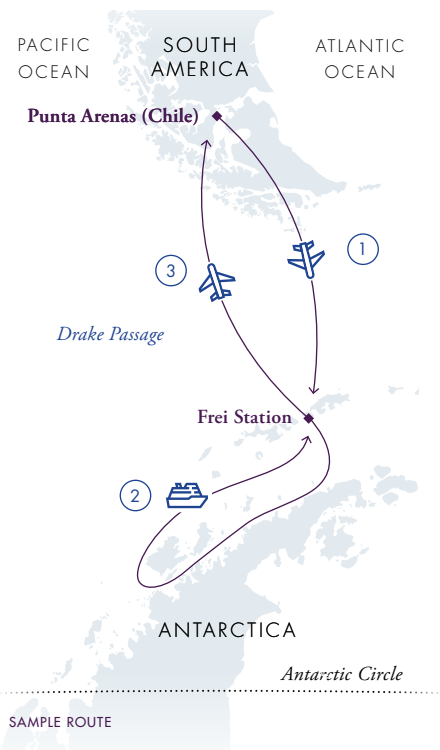 PACIFIC
OCEAN
SOUTH
AMERICA
ATLANTIC
OCEAN
Punta Arenas (Chile)
1
3
Drake Passage
Frei Station
2
ANTARCTICA
Antarctic Circle
SAMPLE ROUTE